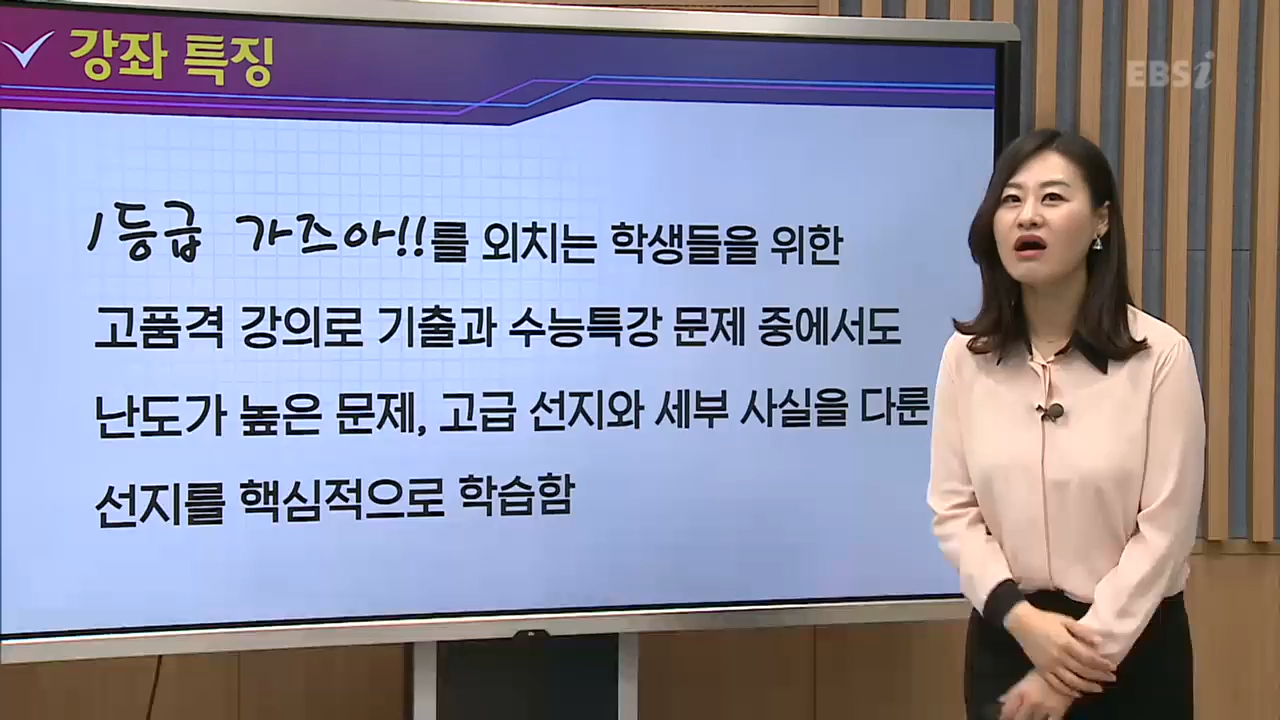 강좌 특징
EBSi
1등급 가즈아!!를 외치는 학생들을 위한
고품격 강의로 기출과 수능특강 문제 중에서도
난도가 높은 문제, 고급 선지와 세부 사실을 다룬
선지를 핵심적으로 학습함